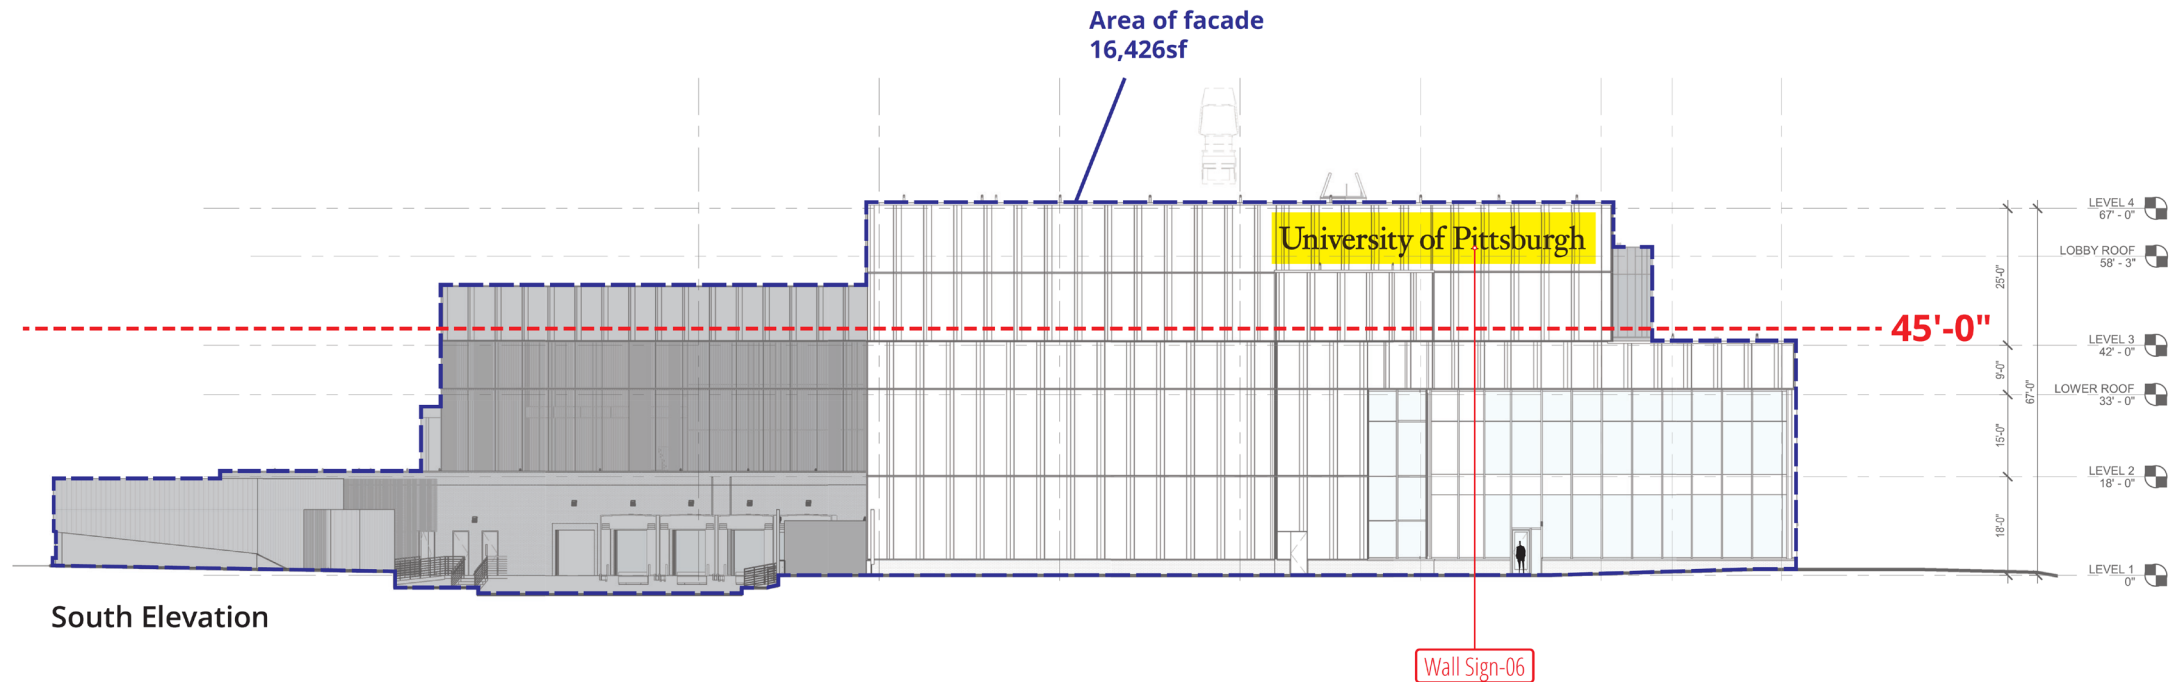 Area of facade
16,426sf
University of Pittsburgh
LEVEL 4
67' - 0"
LOBBY ROOF
58' - 3"
25'-0"
45'-0"
LEVEL 3
42' - 0"
9'-0"
67'-0"
LOWER ROOF
33' - 0"
15'-0"
LEVEL 2
18' - 0"
18'-0"
LEVEL 1
0"
South Elevation
Wall Sign-06